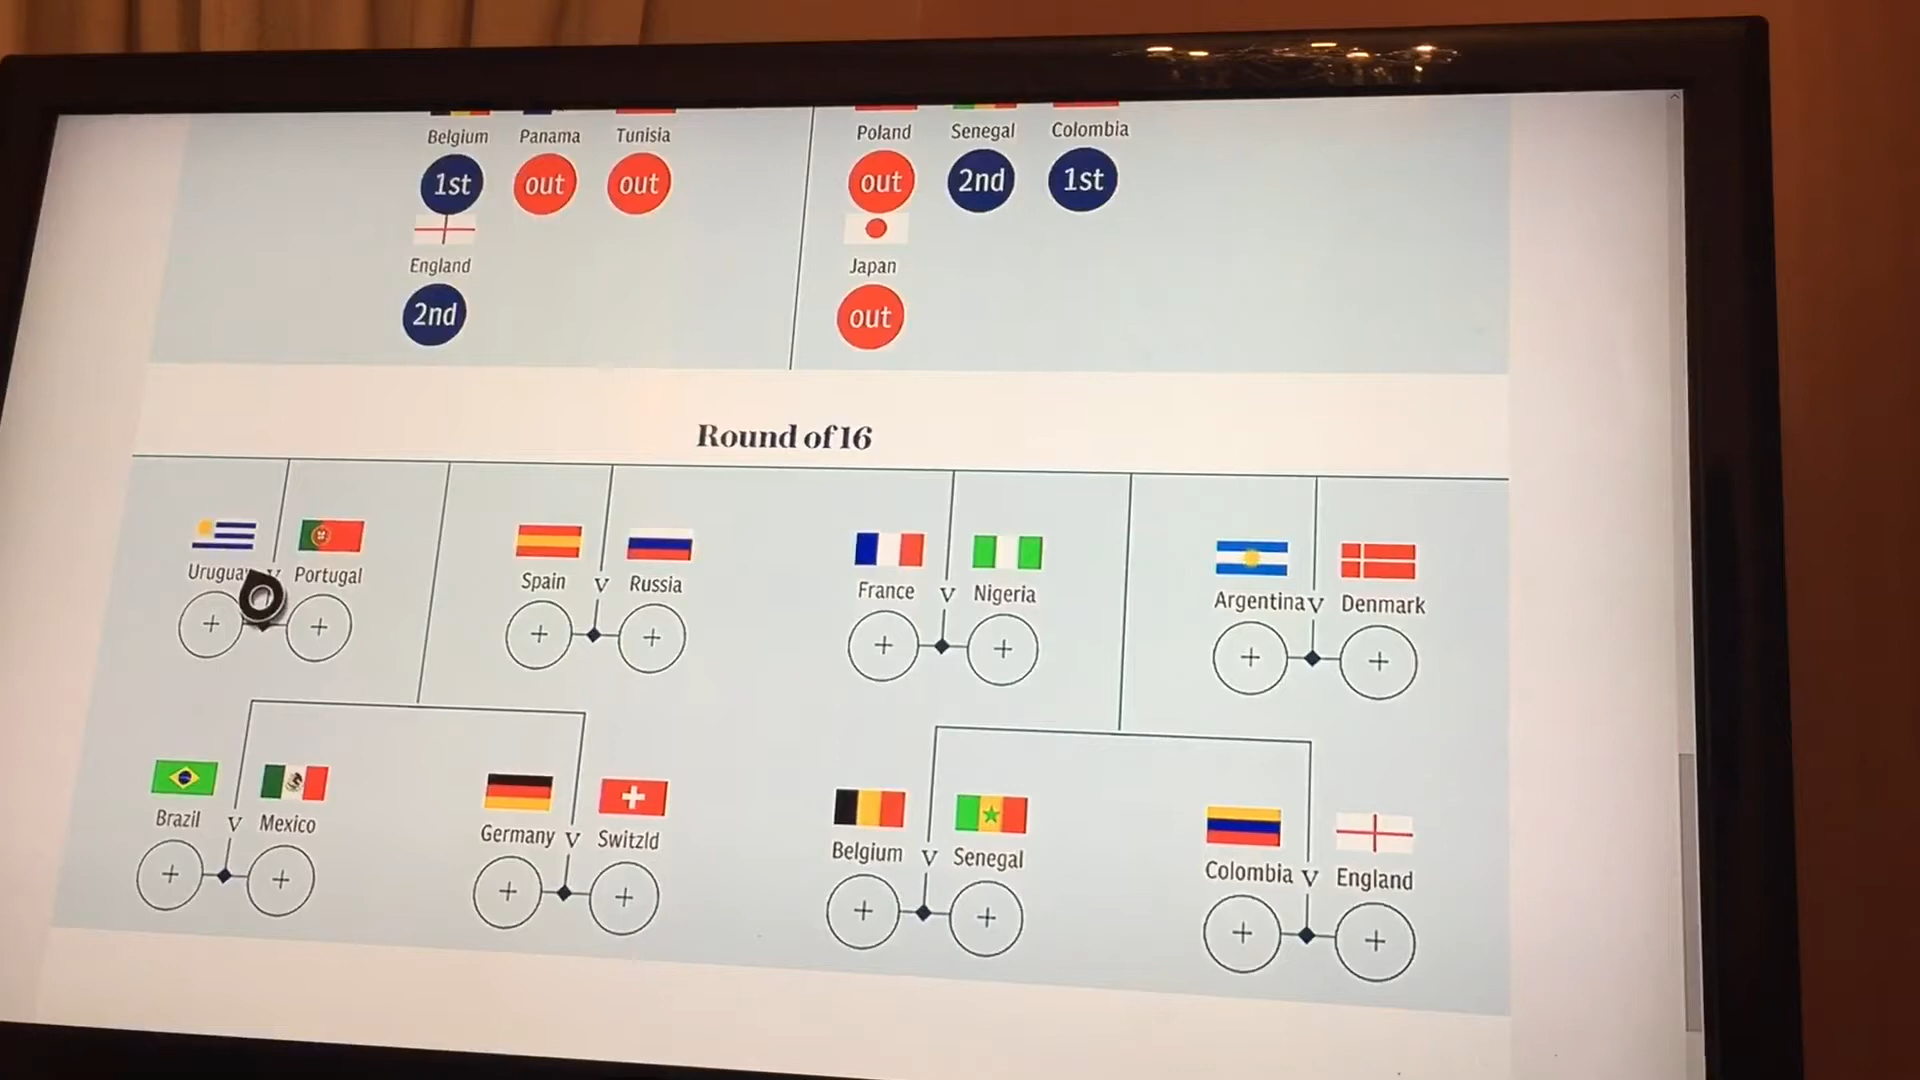 Belgium Panama Tunisia Poland Senegal Colombia
1st out out out 2nd 1st
England Japan
2nd out
Round of 16
Uruguay v Portugal Spain v Russia France v Nigeria Argentina v Denmark
+ + + + + + + +
Brazil v Mexico Germany v Switzld Belgium v Senegal Colombia v England
+ + + + + + + +